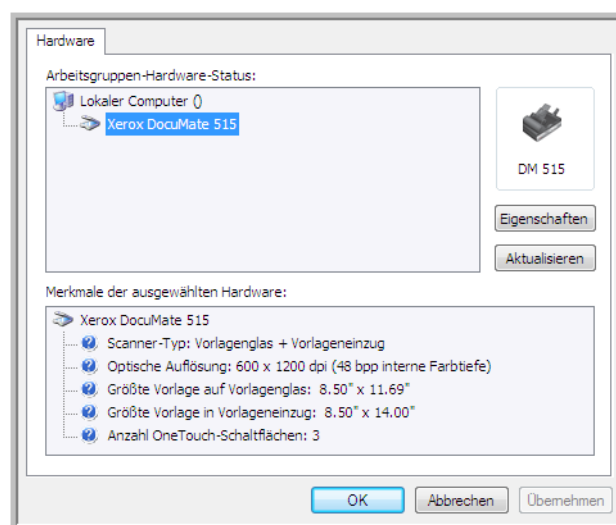 Hardware
Arbeitsgruppen-Hardware-Status:
Lokaler Computer ()
Xerox DocuMate 515
DM 515
Eigenschaften
Aktualisieren
Merkmale der ausgewählten Hardware:
Xerox DocuMate 515
Scanner-Typ: Vorlagenglas + Vorlageneinzug
Optische Auflösung: 600 x 1200 dpi (48 bpp interne Farbtiefe)
Größte Vorlage auf Vorlagenglas: 8.50" x 11.69"
Größte Vorlage in Vorlageneinzug: 8.50" x 14.00"
Anzahl OneTouch-Schaltflächen: 3
OK
Abbrechen
Übernehmen